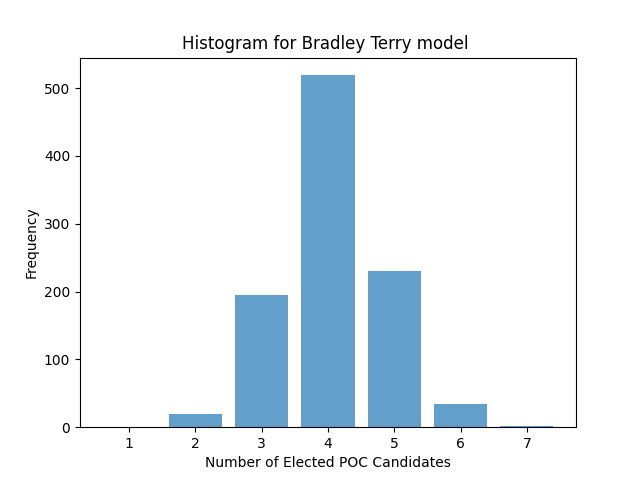 Histogram for Bradley Terry model
500
400
300
200
100
0
Frequency
1 2 3 4 5 6 7
Number of Elected POC Candidates